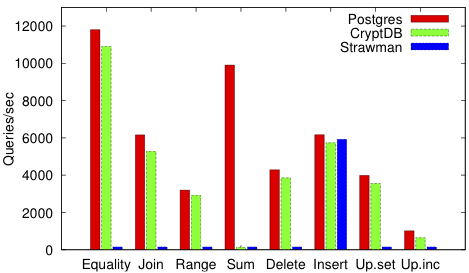 Queries/sec
12000
10000
8000
6000
4000
2000
0
Postgres
CryptDB
Strawman
Equality Join Range Sum Delete Insert Up.set Up.inc